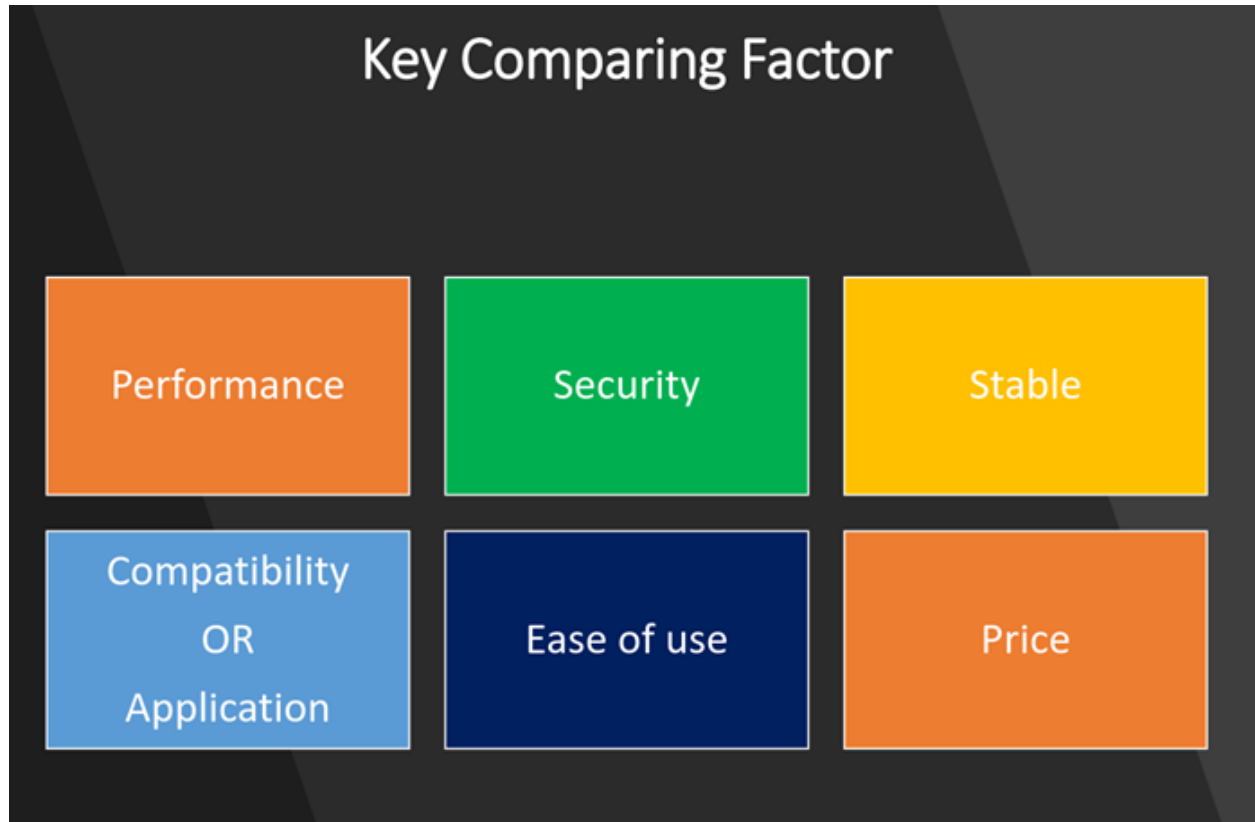 Key Comparing Factor
Performance
Security
Stable
Compatibility
OR
Application
Ease of use
Price